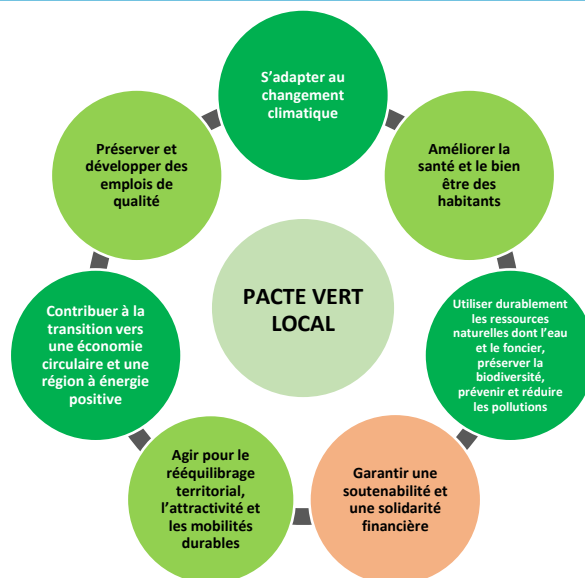 S'adapter au
changement
climatique
Améliorer la
santé et le bien
être des
habitants
Utiliser durablement
les ressources
naturelles dont l'eau
et le foncier,
préserver la
biodiversité,
prévenir et réduire
les pollutions
Garantir une
soutenabilité et
une solidarité
financière
Agir pour le
rééquilibrage
territorial,
l'attractivité et
les mobilités
durables
Contribuer à la
transition vers
une économie
circulaire et une
région à énergie
positive
Préserver et
développer des
emplois de
qualité
PACTE VERT
LOCAL